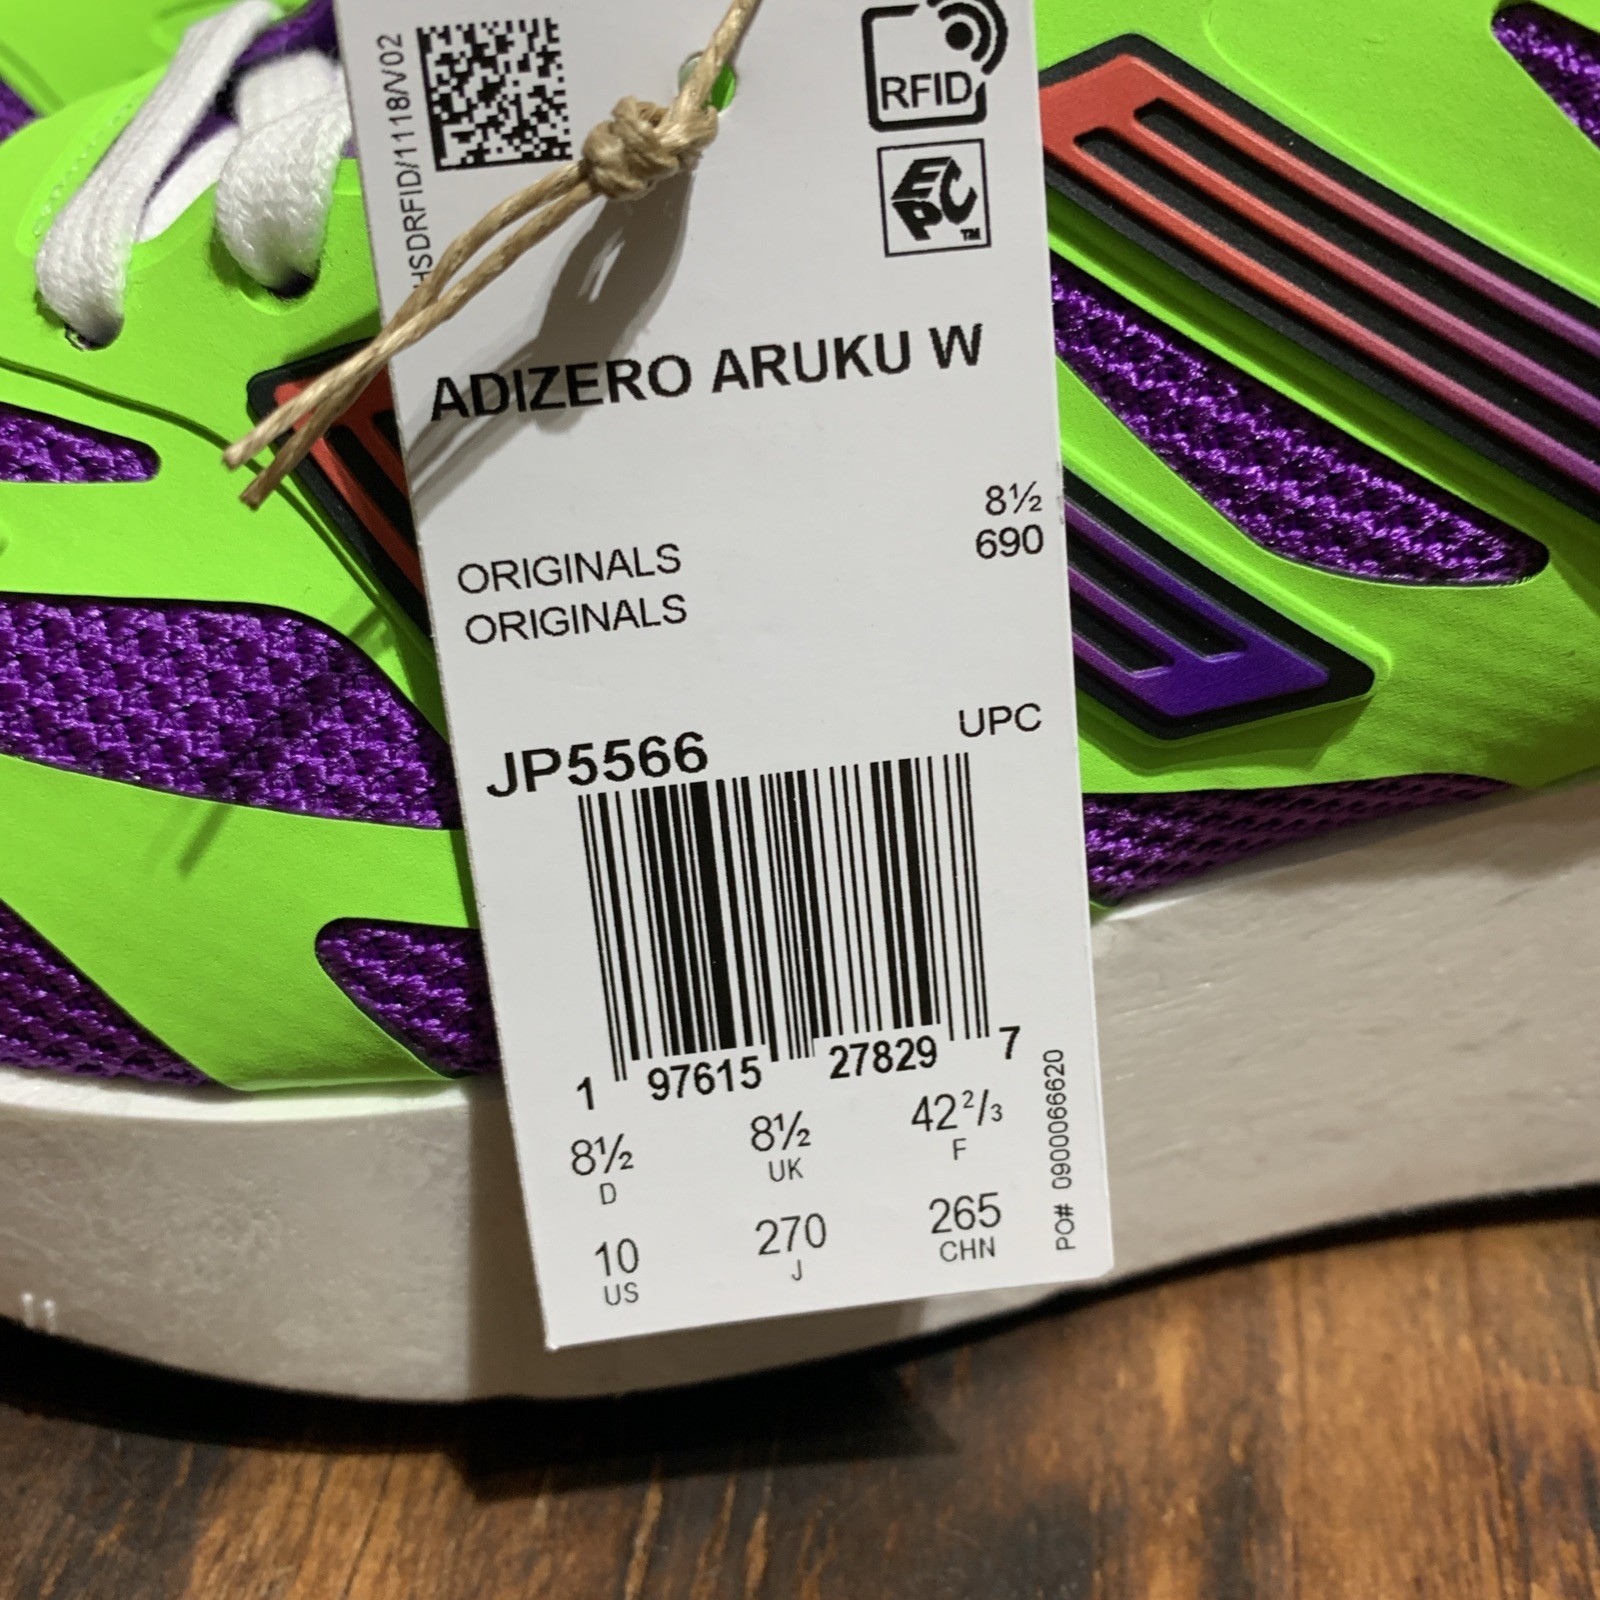 HSDRFID/1118/V02
RFID
EPC™
ADIZERO ARUKU W
8½
690
ORIGINALS
ORIGINALS
UPC
JP5566
1 97615 27829 7
8½ 8½ 42⅔
D UK F
10 270 265
US J CHN
PO# 0900066620